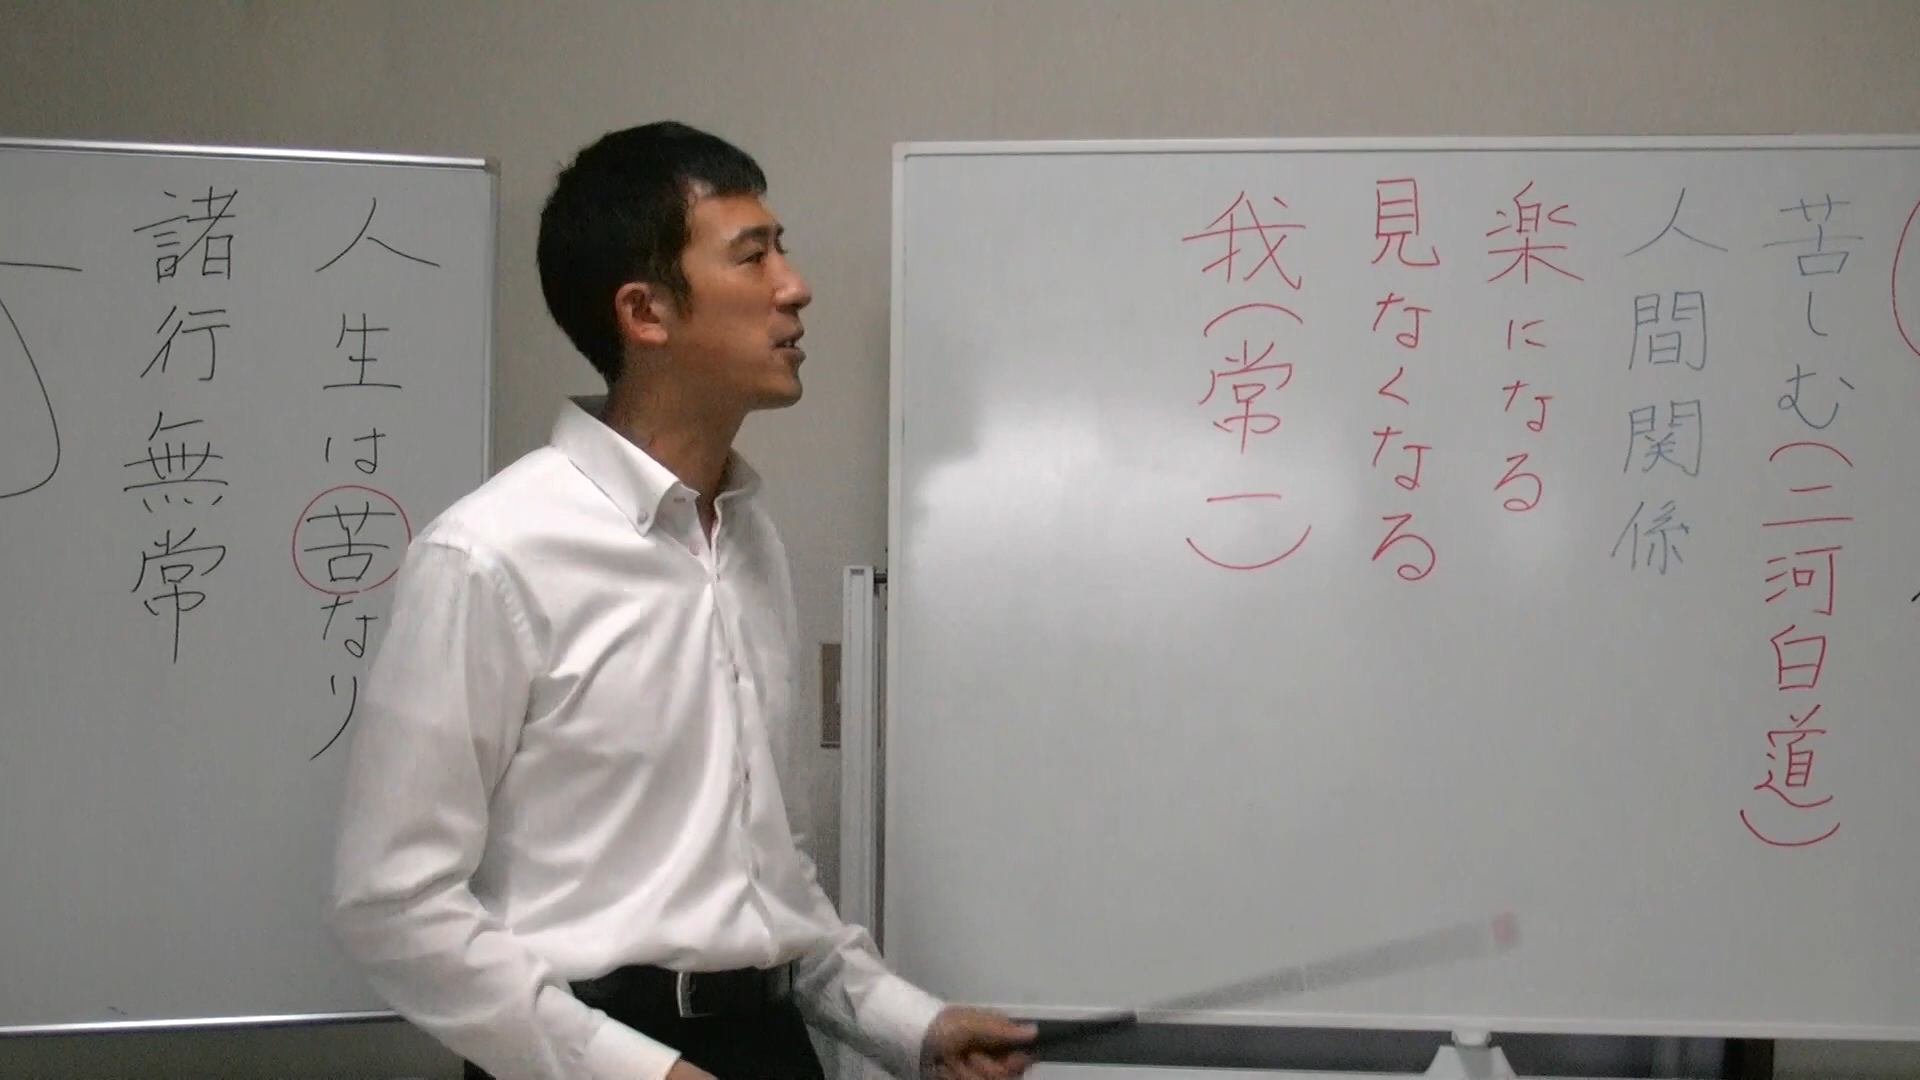 苦しむ(二河白道)
人間関係
楽になる
見なくなる
我(常一)
人生は苦なり
諸行無常